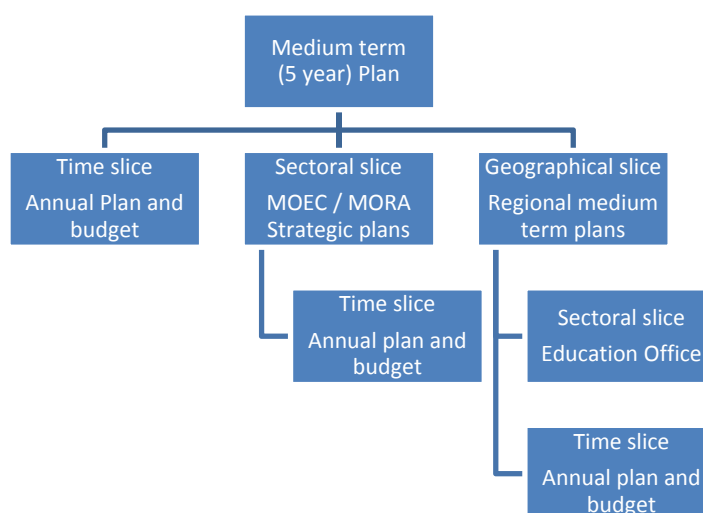 Medium term
(5 year) Plan
Time slice
Annual Plan and
budget
Sectoral slice
MOEC / MORA
Strategic plans
Geographical slice
Regional medium
term plans
Time slice
Annual plan and
budget
Sectoral slice
Education Office
Time slice
Annual plan and
budget